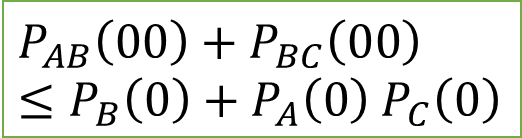 𝑃_{𝐴𝐵}(00) + 𝑃_{𝐵𝐶}(00)
≤ 𝑃_𝐵(0) + 𝑃_𝐴(0) 𝑃_𝐶(0)